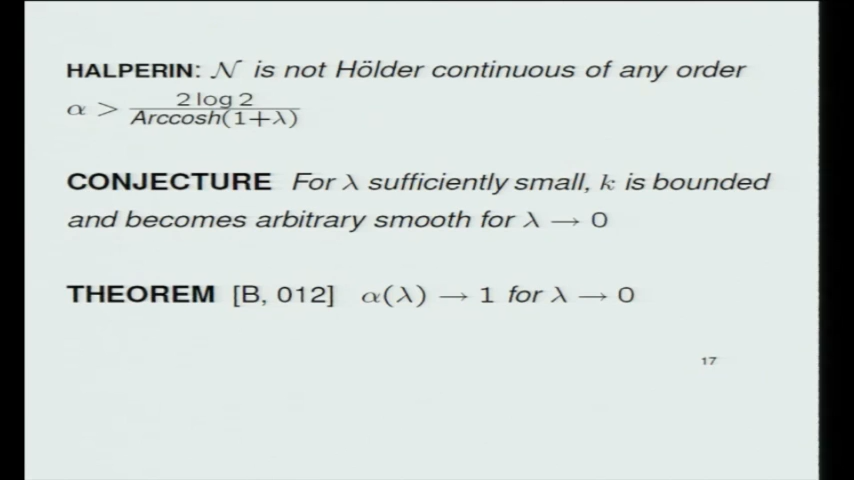 HALPERIN: 𝒩 is not Hölder continuous of any order
α > 2 log 2 / Arccosh(1+λ)
CONJECTURE For λ sufficiently small, k is bounded
and becomes arbitrary smooth for λ → 0
THEOREM [B, 012] α(λ) → 1 for λ → 0
17